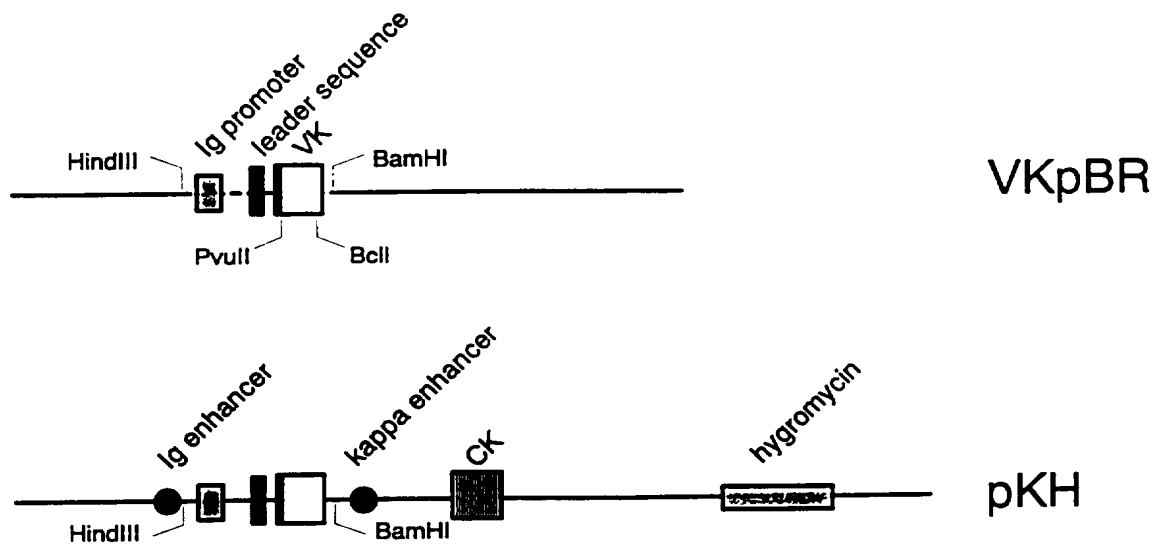 Ig promoter
leader sequence
VK
HindIII
BamHI
PvuII
BclI
VKpBR
Ig enhancer
kappa enhancer
CK
hygromycin
HindIII
BamHI
pKH